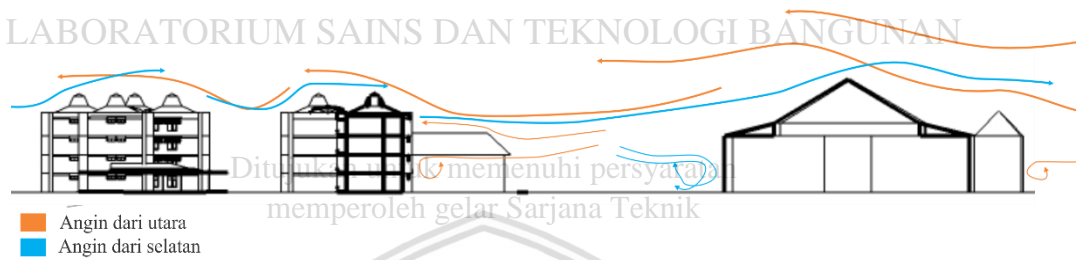 LABORATORIUM SAINS DAN TEKNOLOGI BANGUNAN
Ditujukan untuk memenuhi persyaratan
memperoleh gelar Sarjana Teknik
Angin dari utara
Angin dari selatan